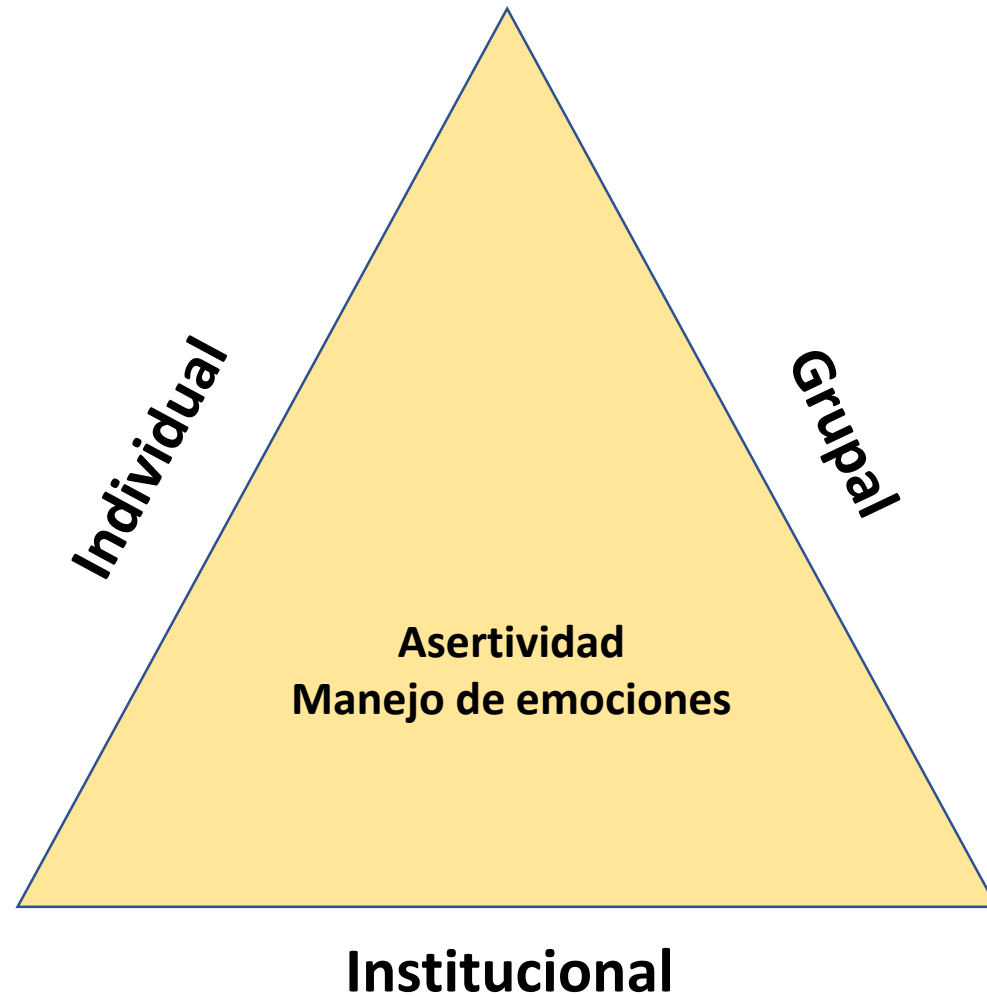 Individual
Grupal
Asertividad
Manejo de emociones
Institucional